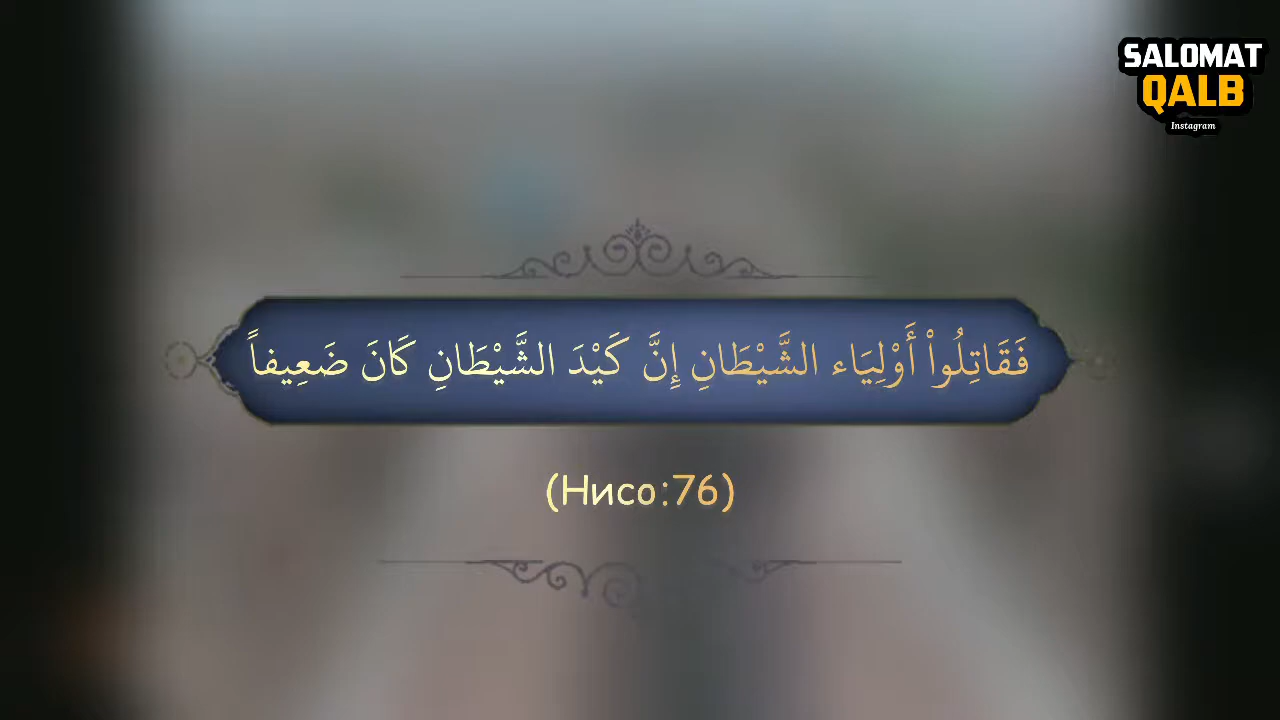 SALOMAT
QALB
Instagram
فَقَاتِلُواْ أَوْلِيَاء الشَّيْطَانِ إِنَّ كَيْدَ الشَّيْطَانِ كَانَ ضَعِيفاً
(Нисо:76)